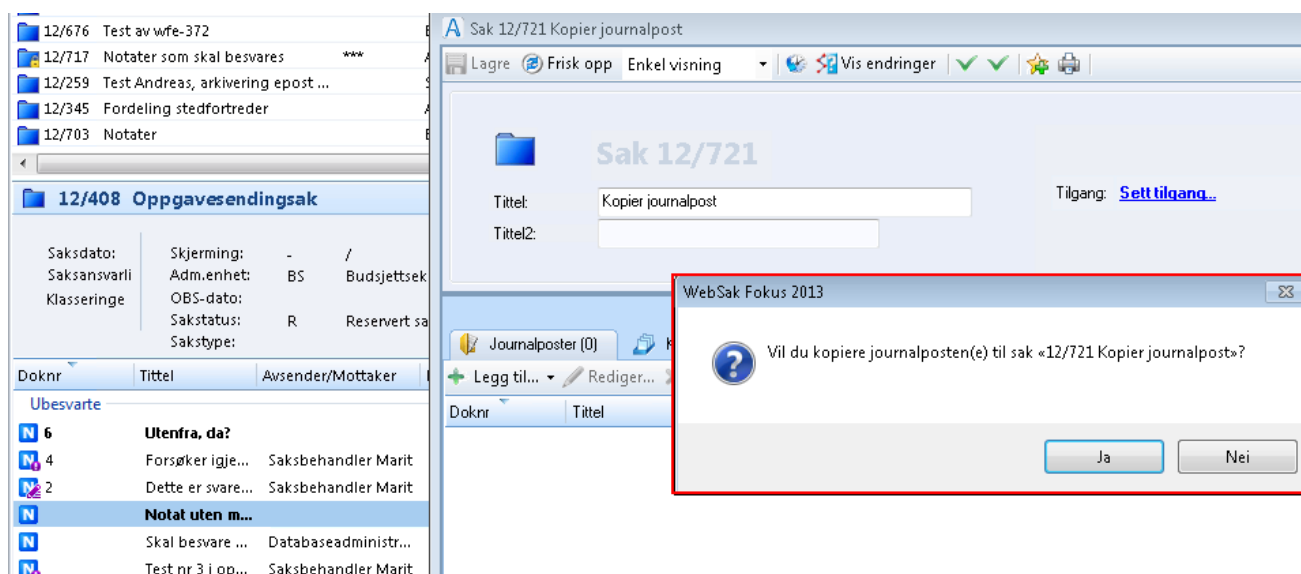 12/676 Test av wfe-372
12/717 Notater som skal besvares ***
12/259 Test Andreas, arkivering epost ...
12/345 Fordeling stedfortreder
12/703 Notater
12/408 Oppgavesendingsak
Saksdato: Skjerming: - /
Saksansvarli Adm.enhet: BS Budsjettsek
Klasseringe OBS-dato:
Sakstatus: R Reservert sa
Sakstype:
Doknr Tittel Avsender/Mottaker
Ubesvarte
N 6 Utenfra, da?
N 4 Forsøker igje... Saksbehandler Marit
N 2 Dette er svare... Saksbehandler Marit
N Notat uten m...
N Skal besvare ... Databaseadministr...
N Test nr 3 i op... Saksbehandler Marit
Sak 12/721 Kopier journalpost
Lagre Frisk opp Enkel visning Vis endringer
Sak 12/721
Tittel: Kopier journalpost Tilgang: Sett tilgang...
Tittel2:
Journalposter (0) K
Legg til... Rediger...
Doknr Tittel
WebSak Fokus 2013
Vil du kopiere journalposten(e) til sak «12/721 Kopier journalpost»?
Ja Nei